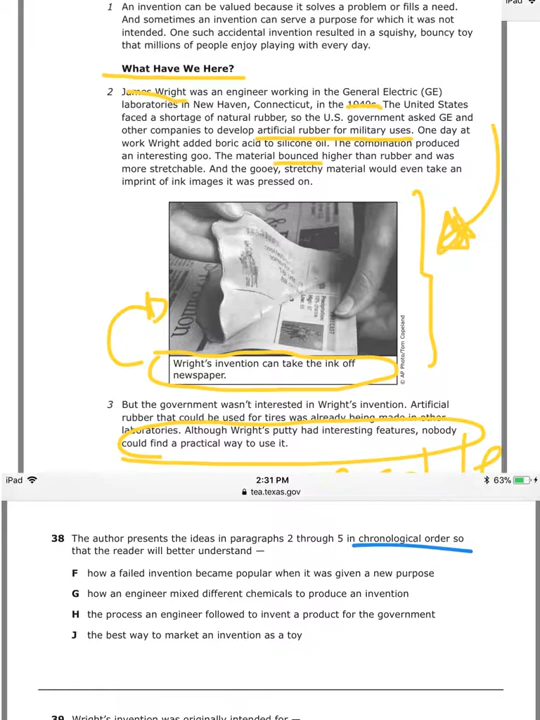 iPad
1 An invention can be valued because it solves a problem or fills a need.
And sometimes an invention can serve a purpose for which it was not
intended. One such accidental invention resulted in a squishy, bouncy toy
that millions of people enjoy playing with every day.
What Have We Here?
2 James Wright was an engineer working in the General Electric (GE)
laboratories in New Haven, Connecticut, in the 1940s. The United States
faced a shortage of natural rubber, so the U.S. government asked GE and
other companies to develop artificial rubber for military uses. One day at
work Wright added boric acid to silicone oil. The combination produced
an interesting goo. The material bounced higher than rubber and was
more stretchable. And the gooey, stretchy material would even take an
imprint of ink images it was pressed on.
© AP Photo/Tom Copeland
Wright's invention can take the ink off
newspaper.
3 But the government wasn't interested in Wright's invention. Artificial
rubber that could be used for tires was already being made in other
laboratories. Although Wright's putty had interesting features, nobody
could find a practical way to use it.
iPad 2:31 PM 63%
tea.texas.gov
38 The author presents the ideas in paragraphs 2 through 5 in chronological order so
that the reader will better understand —
F how a failed invention became popular when it was given a new purpose
G how an engineer mixed different chemicals to produce an invention
H the process an engineer followed to invent a product for the government
J the best way to market an invention as a toy
39 Wright's invention was originally intended for —